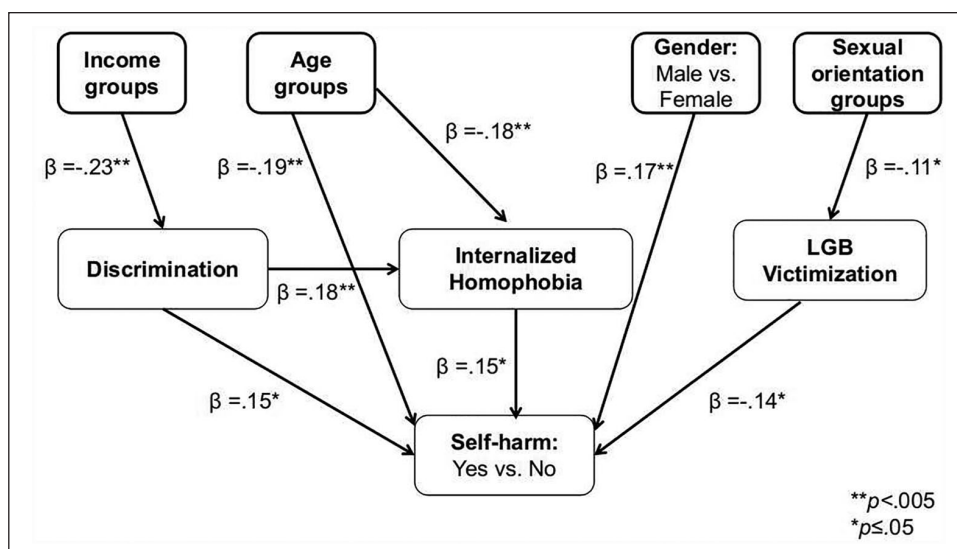 Income
groups
Age
groups
Gender:
Male vs.
Female
Sexual
orientation
groups
β =-.23**
β =-.19**
β =-.18**
β =.17**
β =-.11*
Discrimination
Internalized
Homophobia
LGB
Victimization
β =.18**
β =.15*
β =.15*
β =-.14*
Self-harm:
Yes vs. No
**p<.005
*p≤.05